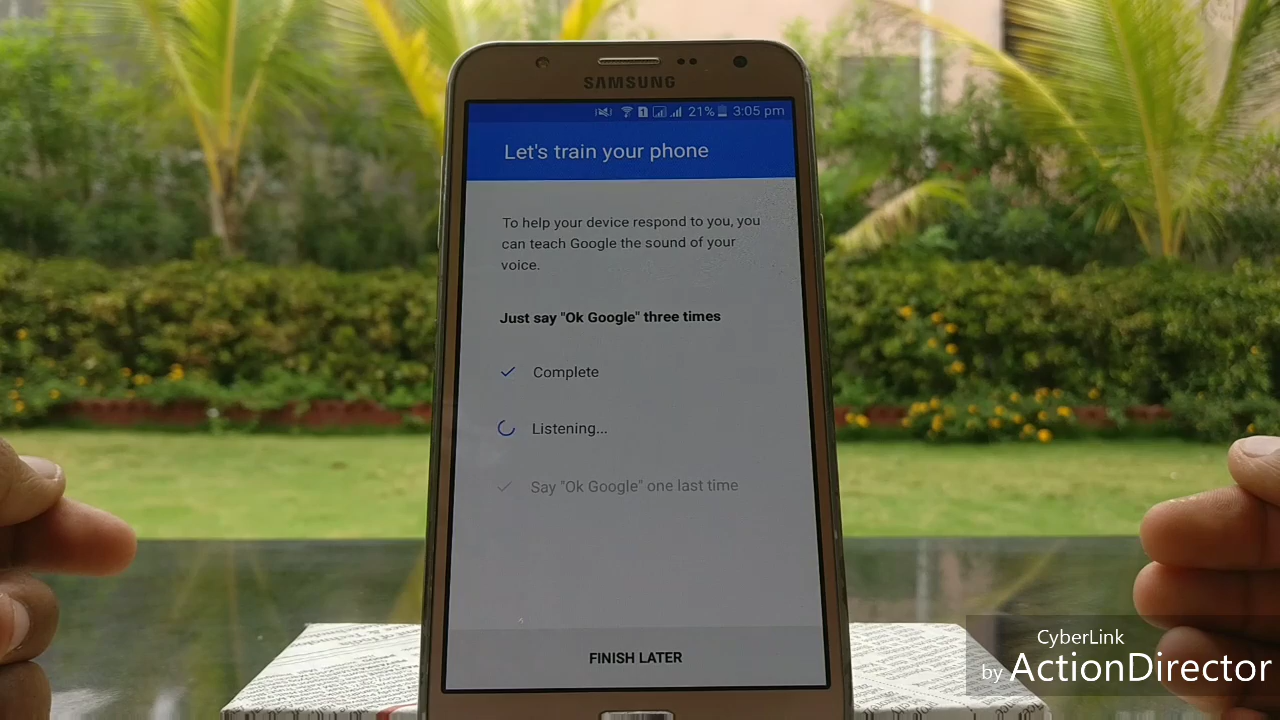 SAMSUNG
1 21% 3:05 pm
Let's train your phone
To help your device respond to you, you
can teach Google the sound of your
voice.
Just say "Ok Google" three times
Complete
Listening...
Say "Ok Google" one last time
FINISH LATER
CyberLink
by ActionDirector